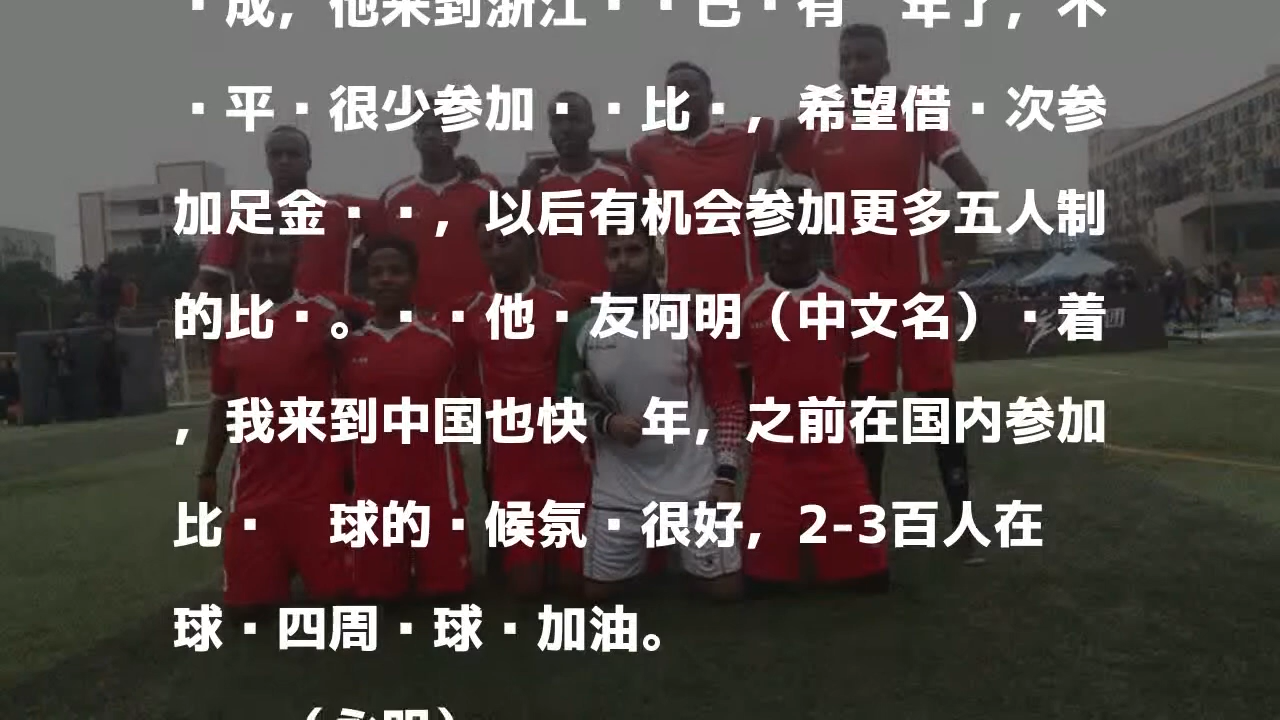 ·成，他来到浙江··已·有 年了，不
·平·很少参加··比·，希望借·次参
加足金··，以后有机会参加更多五人制
的比·。··他·友阿明（中文名）·着
，我来到中国也快 年，之前在国内参加
比· 球的·候氛·很好，2-3百人在
球·四周·球·加油。
（永明）
团